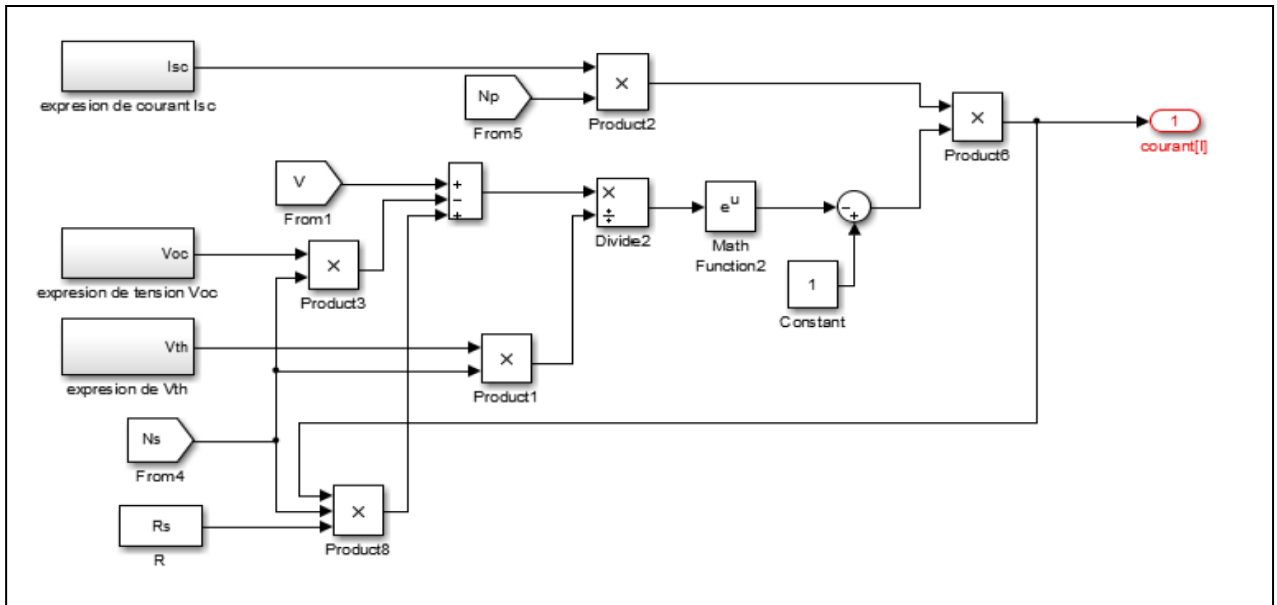 Isc
expresion de courant Isc
Np
From5
×
Product2
×
Product6
1
courant[I]
V
From1
+
−
+
×
÷
Divide2
e^u
Math
Function2
−
+
1
Constant
Voc
expresion de tension Voc
×
Product3
Vth
expresion de Vth
×
Product1
Ns
From4
Rs
R
×
Product8